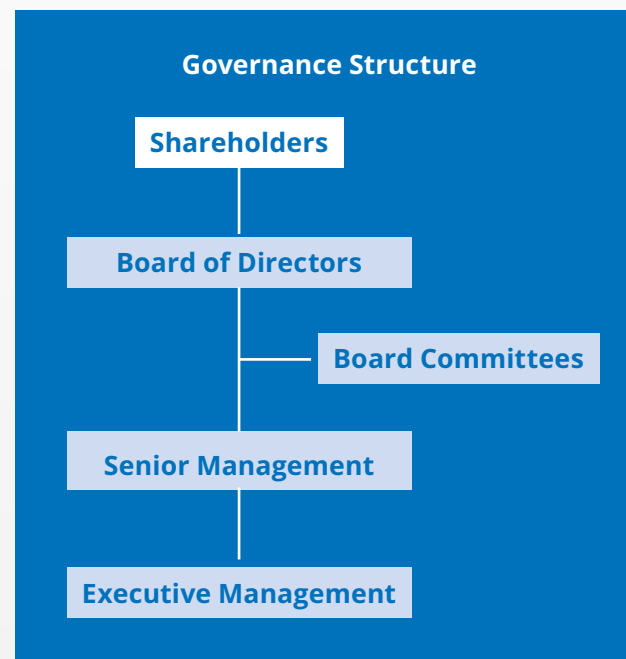 Governance Structure
Shareholders
Board of Directors
Board Committees
Senior Management
Executive Management